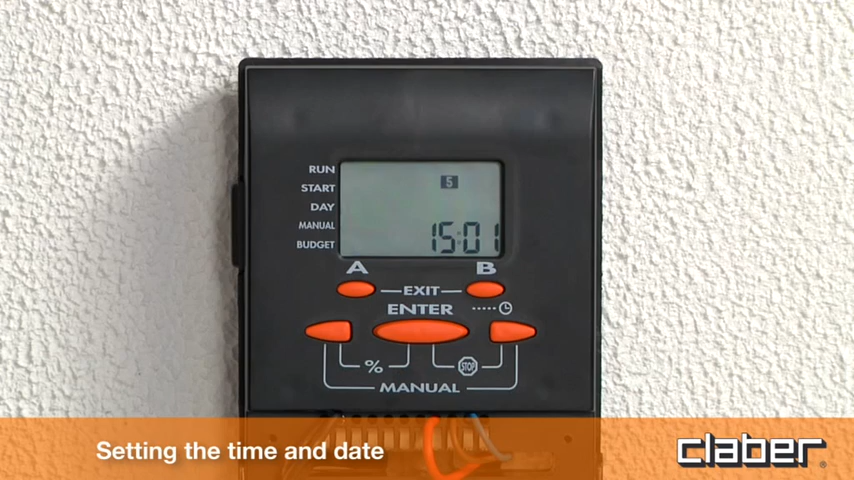 RUN
START
DAY
MANUAL
BUDGET
5
15:01
A
B
EXIT
ENTER
%
STOP
MANUAL
Setting the time and date
claber®